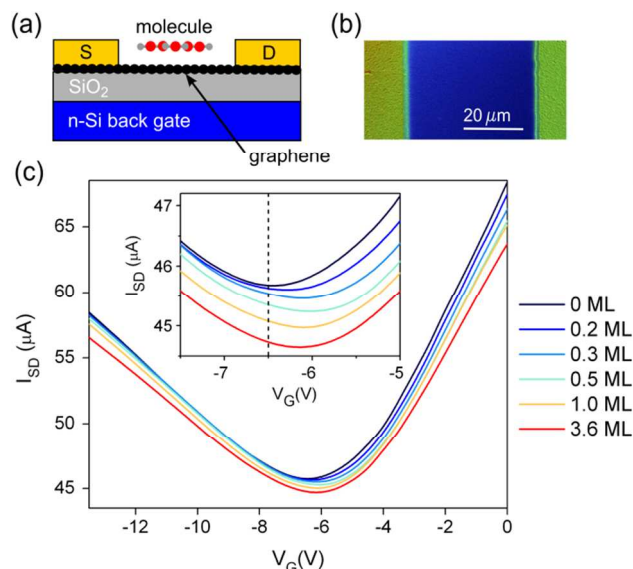 (a)
molecule
S
D
SiO2
n-Si back gate
graphene
(b)
20 μm
(c)
65
60
55
50
45
ISD (μA)
-12
-10
-8
-6
-4
-2
0
VG(V)
47
46
45
ISD (μA)
-7
-6
-5
VG(V)
0 ML
0.2 ML
0.3 ML
0.5 ML
1.0 ML
3.6 ML